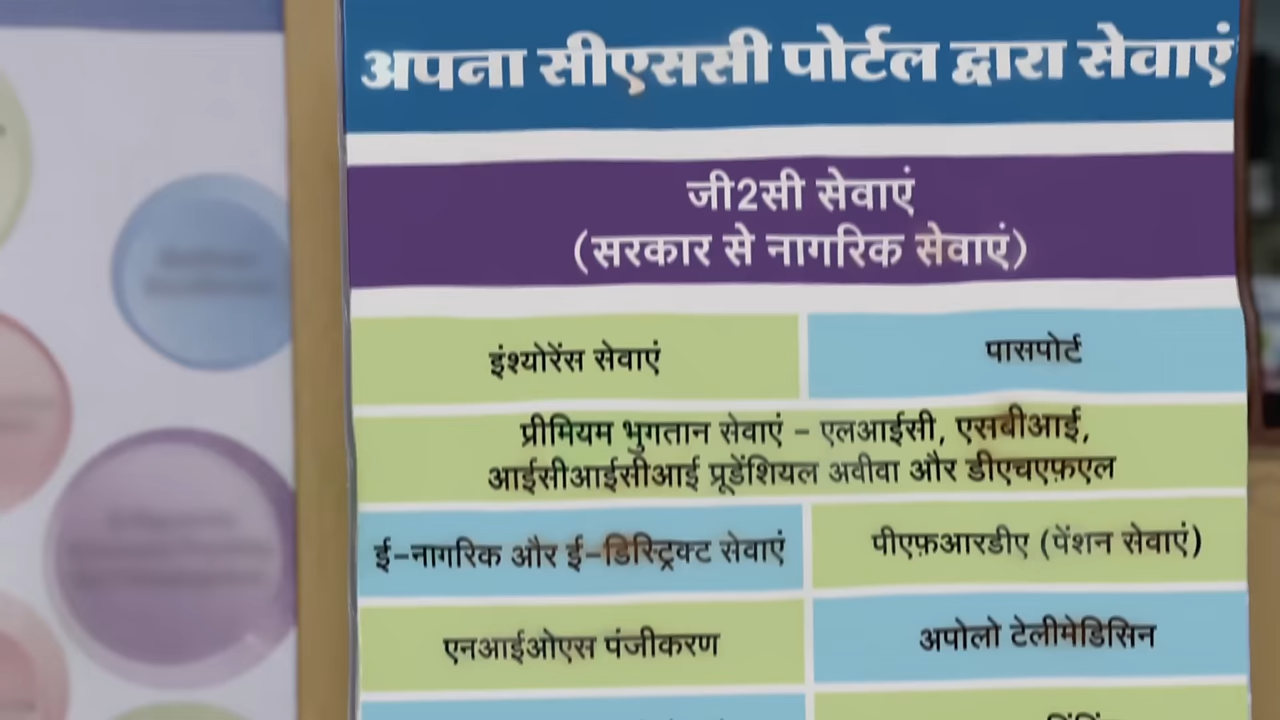 अपना सीएससी पोर्टल द्वारा सेवाएं
जी2सी सेवाएं
(सरकार से नागरिक सेवाएं)
इंश्योरेंस सेवाएं
पासपोर्ट
प्रीमियम भुगतान सेवाएं – एलआईसी, एसबीआई,
आईसीआईसीआई प्रूडेंशियल अवीवा और डीएचएफ़एल
ई-नागरिक और ई-डिस्ट्रिक्ट सेवाएं
पीएफ़आरडीए (पेंशन सेवाएं)
एनआईओएस पंजीकरण
अपोलो टेलीमेडिसिन